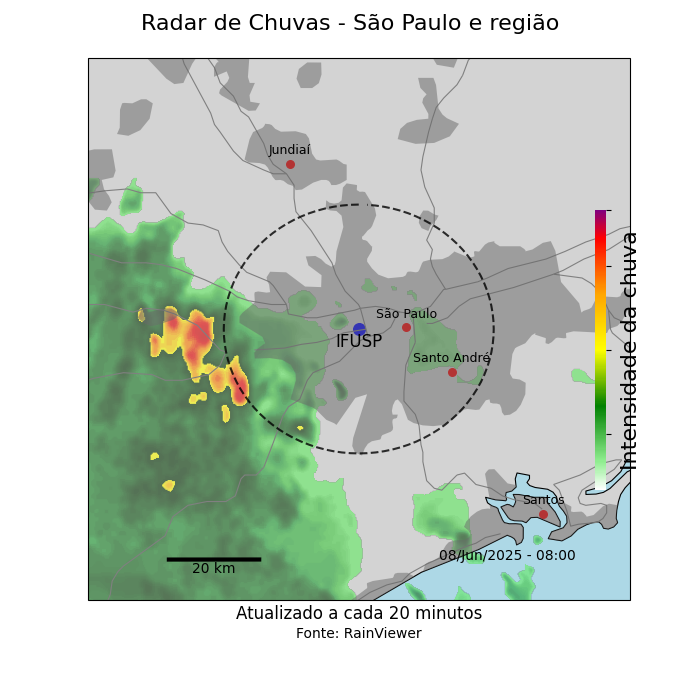 Radar de Chuvas - São Paulo e região
Jundiaí
São Paulo
IFUSP
Santo André
Intensidade da chuva
Santos
08/Jun/2025 - 08:00
20 km
Atualizado a cada 20 minutos
Fonte: RainViewer